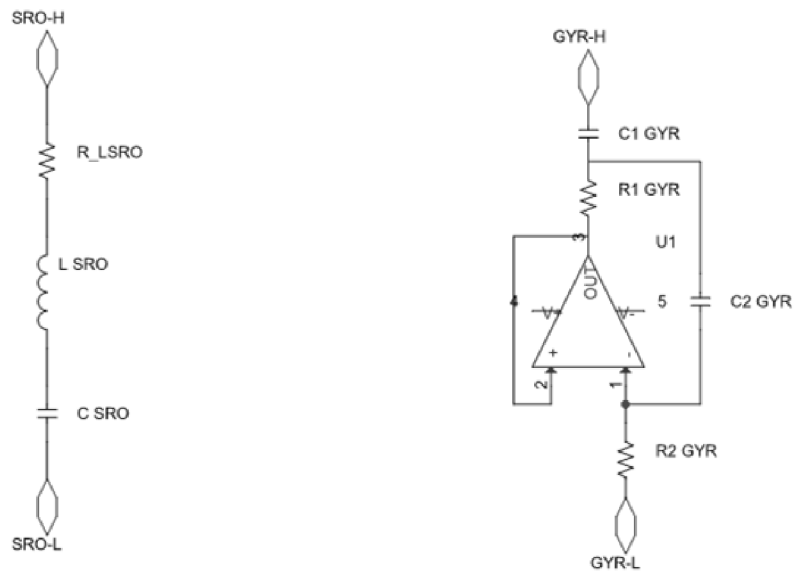 SRO-H
R_LSRO
L SRO
C SRO
SRO-L
GYR-H
C1 GYR
R1 GYR
3
U1
OUT
4
V+
V-
5
C2 GYR
+
-
2
1
R2 GYR
GYR-L